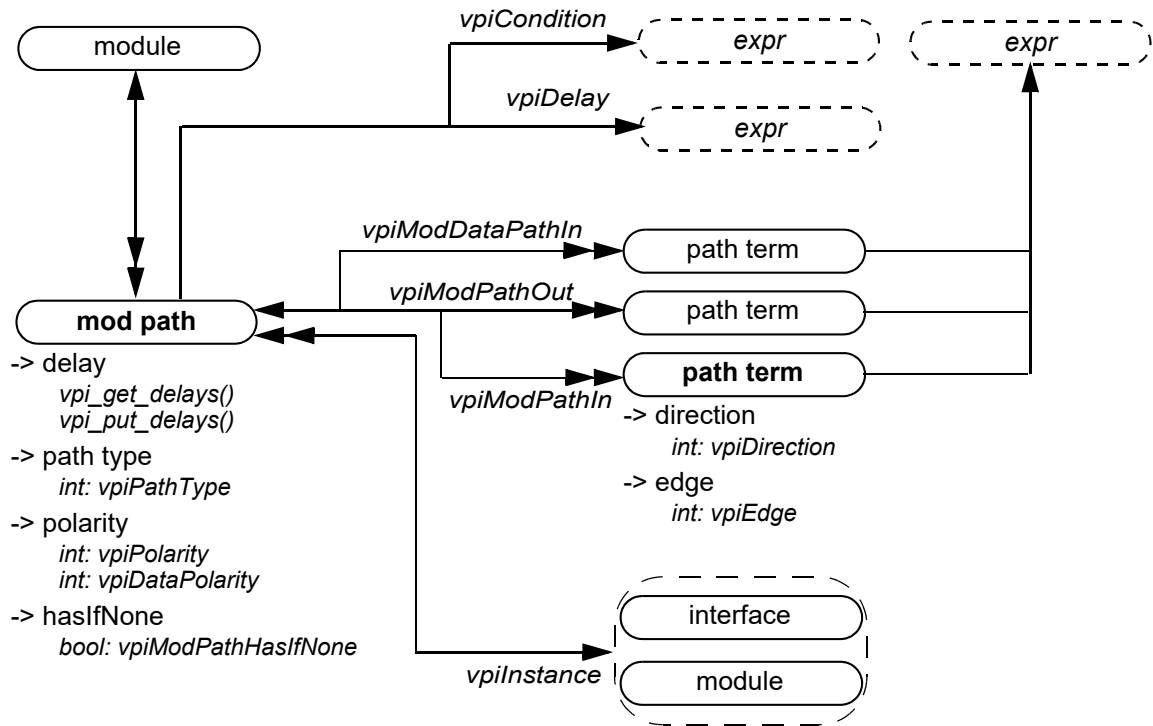 module
vpiCondition
expr
expr
vpiDelay
expr
vpiModDataPathIn
path term
vpiModPathOut
path term
mod path
path term
vpiModPathIn
-> delay
vpi_get_delays()
vpi_put_delays()
-> path type
int: vpiPathType
-> polarity
int: vpiPolarity
int: vpiDataPolarity
-> hasIfNone
bool: vpiModPathHasIfNone
-> direction
int: vpiDirection
-> edge
int: vpiEdge
interface
vpiInstance
module